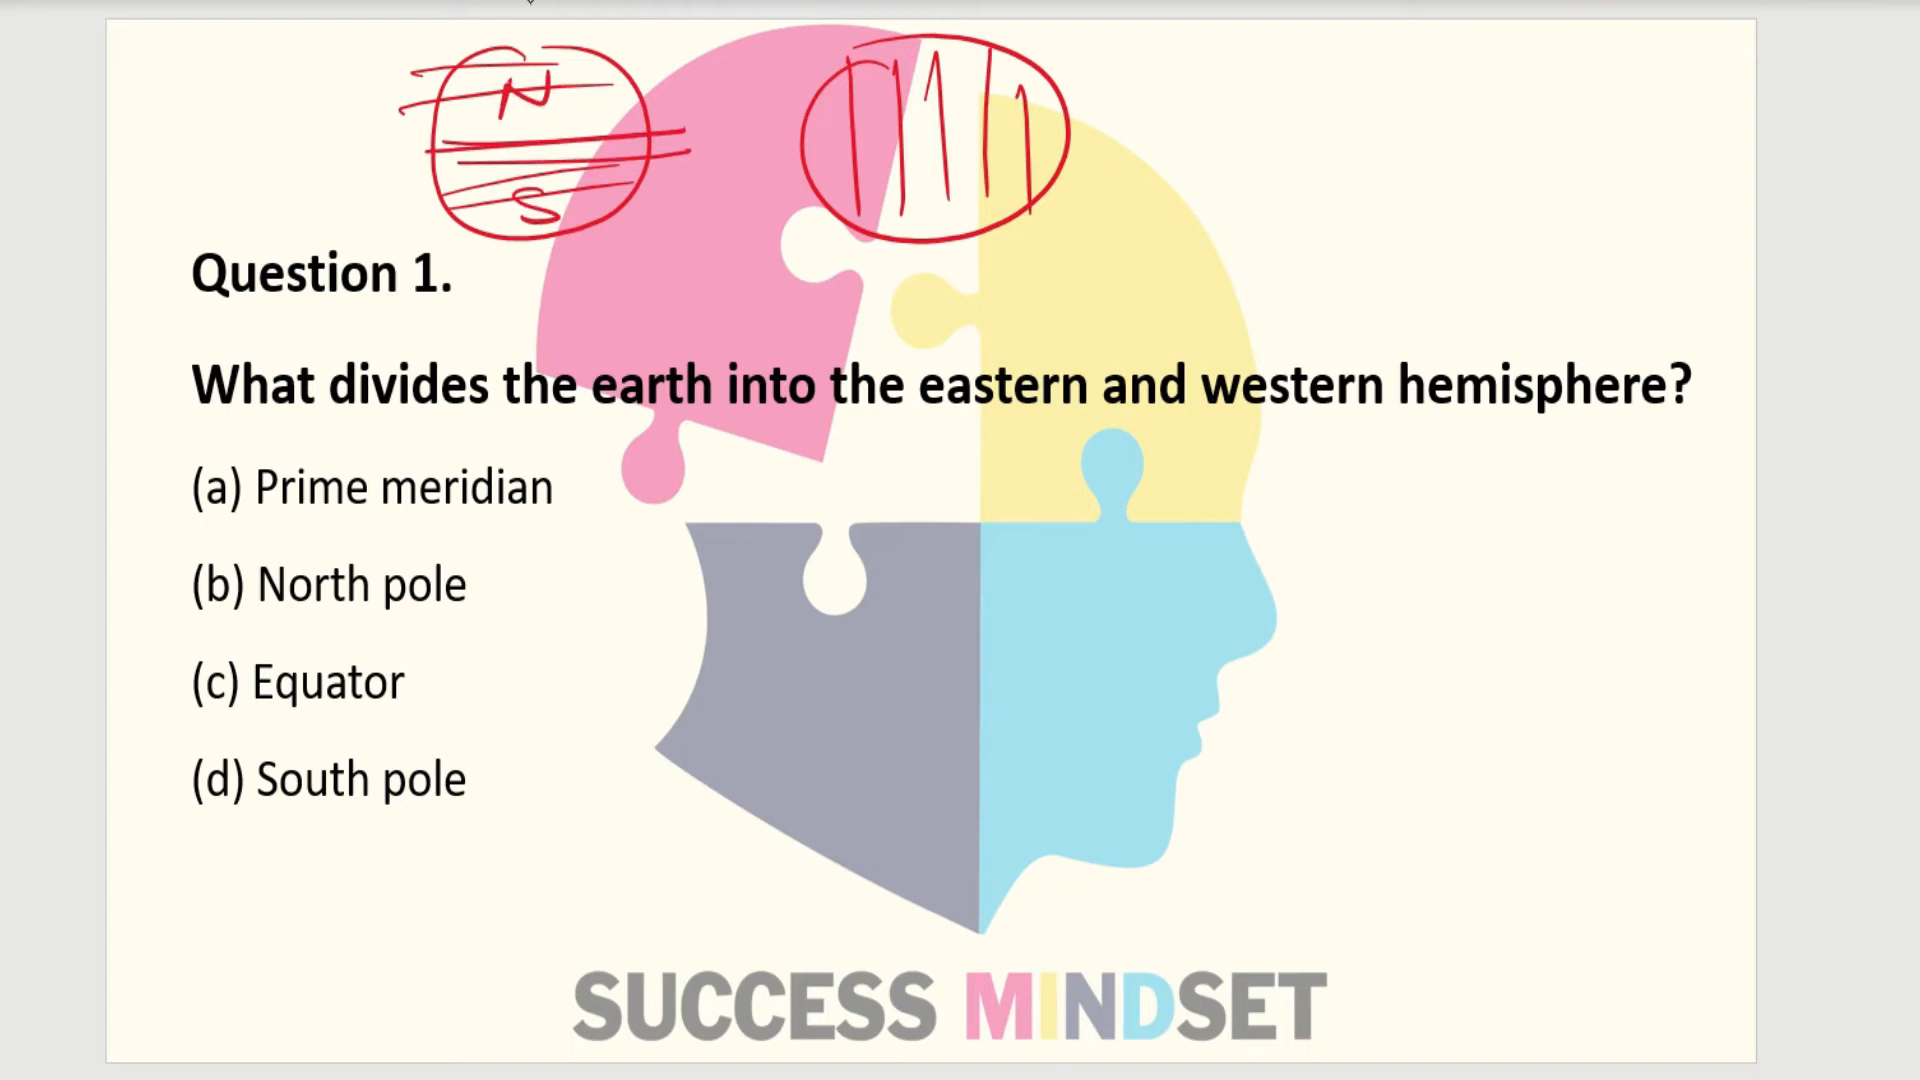 N
S
Question 1.
What divides the earth into the eastern and western hemisphere?
(a) Prime meridian
(b) North pole
(c) Equator
(d) South pole
SUCCESS MINDSET